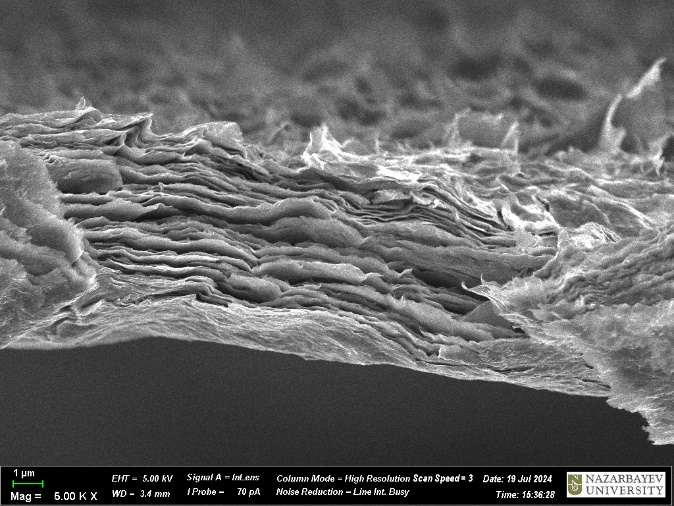 1 µm
Mag = 5.00 K X
EHT = 5.00 kV
WD = 3.4 mm
Signal A = InLens
I Probe = 70 pA
Column Mode = High Resolution Scan Speed = 3
Noise Reduction = Line Int. Busy
Date: 19 Jul 2024
Time: 15:36:28
NAZARBAYEV
UNIVERSITY